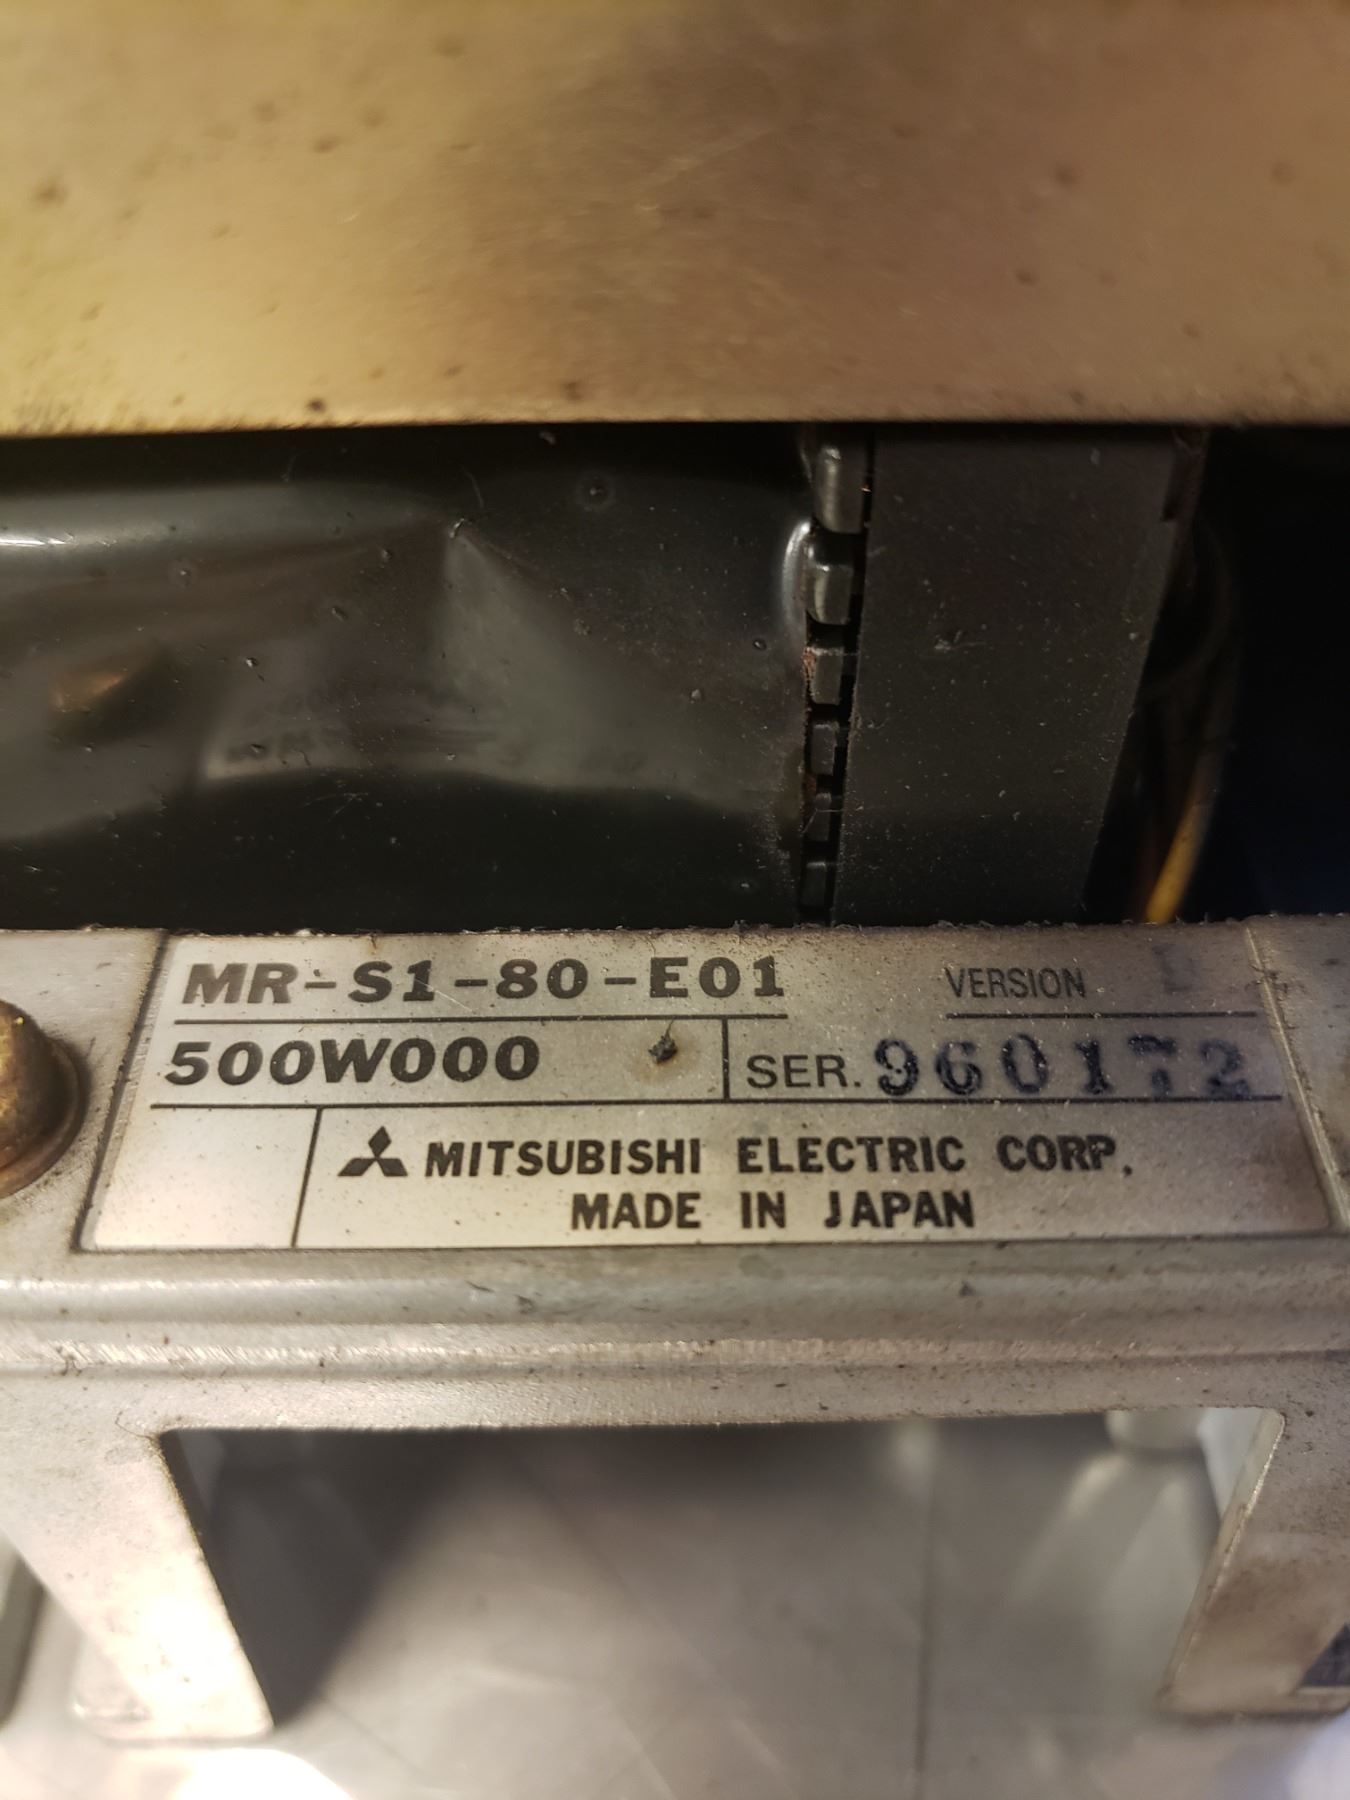 MR-S1-80-E01 VERSION
500W000 SER. 960172
MITSUBISHI ELECTRIC CORP.
MADE IN JAPAN